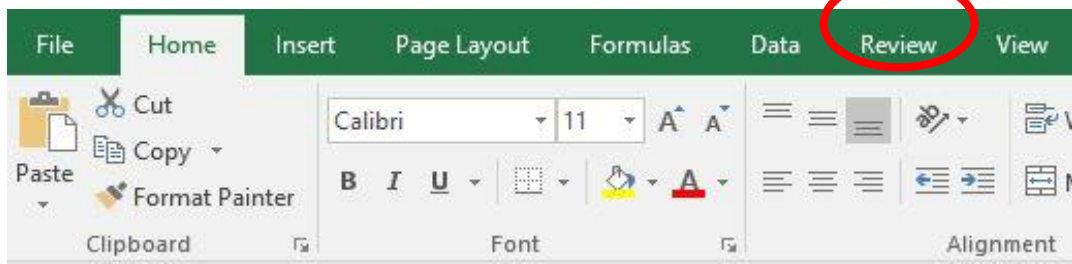 File Home Insert Page Layout Formulas Data Review View
Cut
Calibri 11 A A
Copy
Paste
B I U A
Format Painter
Clipboard Font Alignment